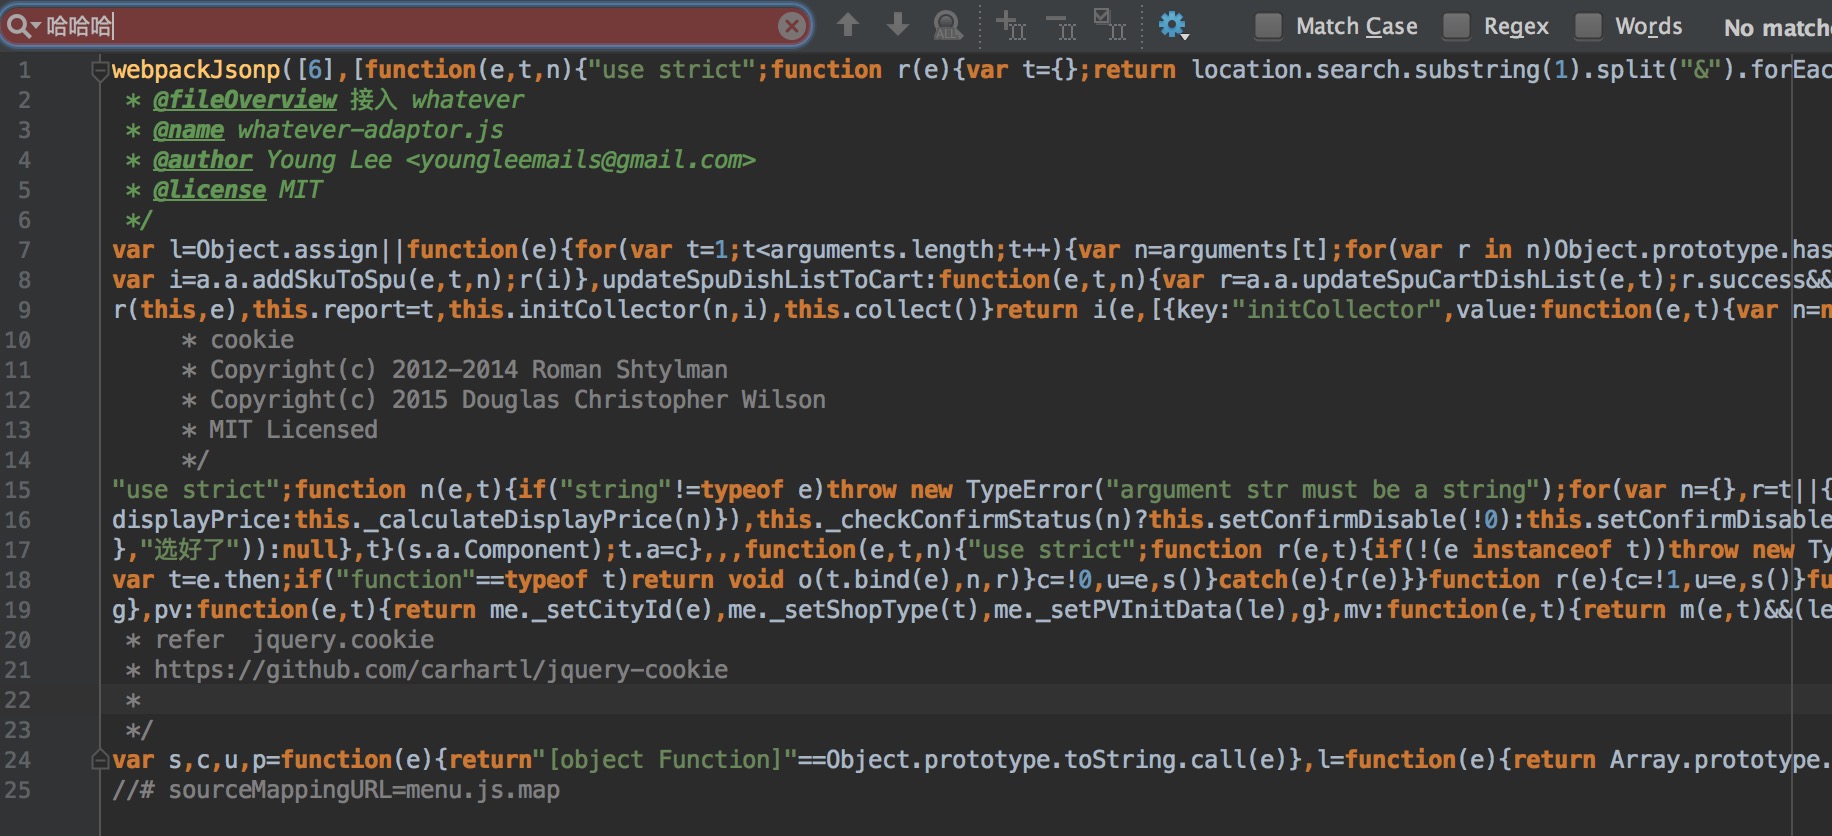 哈哈哈
ALL
Match Case
Regex
Words
No matche
1 webpackJsonp([6],[function(e,t,n){"use strict";function r(e){var t={};return location.search.substring(1).split("&").forEac
2 * @fileOverview 接入 whatever
3 * @name whatever-adaptor.js
4 * @author Young Lee <youngleemails@gmail.com>
5 * @license MIT
6 */
7 var l=Object.assign||function(e){for(var t=1;t<arguments.length;t++){var n=arguments[t];for(var r in n)Object.prototype.has
8 var i=a.a.addSkuToSpu(e,t,n);r(i)},updateSpuDishListToCart:function(e,t,n){var r=a.a.updateSpuCartDishList(e,t);r.success&&
9 r(this,e),this.report=t,this.initCollector(n,i),this.collect()}return i(e,[{key:"initCollector",value:function(e,t){var n=n
10 * cookie
11 * Copyright(c) 2012-2014 Roman Shtylman
12 * Copyright(c) 2015 Douglas Christopher Wilson
13 * MIT Licensed
14 */
15 "use strict";function n(e,t){if("string"!=typeof e)throw new TypeError("argument str must be a string");for(var n={},r=t||{
16 displayPrice:this._calculateDisplayPrice(n)}),this._checkConfirmStatus(n)?this.setConfirmDisable(!0):this.setConfirmDisable
17 },"选好了")):null},t}(s.a.Component);t.a=c},,,function(e,t,n){"use strict";function r(e,t){if(!(e instanceof t))throw new Ty
18 var t=e.then;if("function"==typeof t)return void o(t.bind(e),n,r)}c=!0,u=e,s()}catch(e){r(e)}}function r(e){c=!1,u=e,s()}fu
19 g},pv:function(e,t){return me._setCityId(e),me._setShopType(t),me._setPVInitData(le),g},mv:function(e,t){return m(e,t)&&(le
20 * refer  jquery.cookie
21 * https://github.com/carhartl/jquery-cookie
22 *
23 */
24 var s,c,u,p=function(e){return"[object Function]"==Object.prototype.toString.call(e)},l=function(e){return Array.prototype.
25 //# sourceMappingURL=menu.js.map